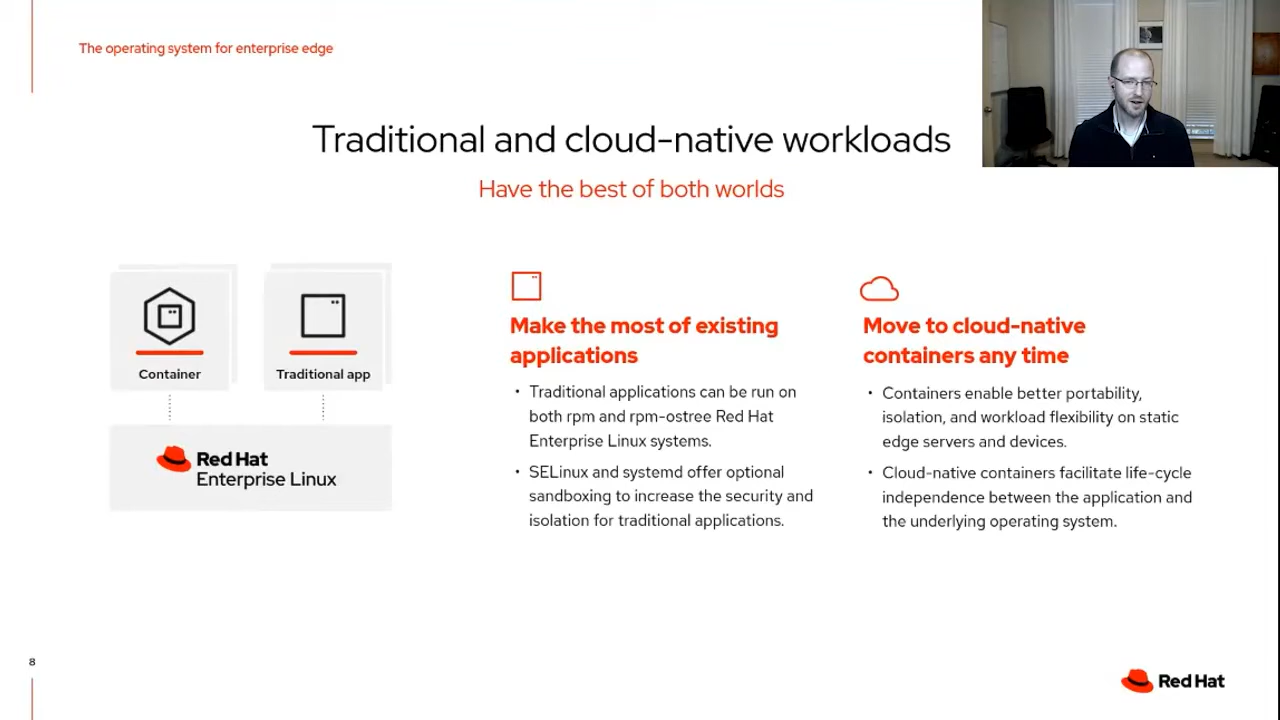 The operating system for enterprise edge
Traditional and cloud-native workloads
Have the best of both worlds
Container
Traditional app
Red Hat
Enterprise Linux
Make the most of existing
applications
• Traditional applications can be run on
both rpm and rpm-ostree Red Hat
Enterprise Linux systems.
• SELinux and systemd offer optional
sandboxing to increase the security and
isolation for traditional applications.
Move to cloud-native
containers any time
• Containers enable better portability,
isolation, and workload flexibility on static
edge servers and devices.
• Cloud-native containers facilitate life-cycle
independence between the application and
the underlying operating system.
8
Red Hat